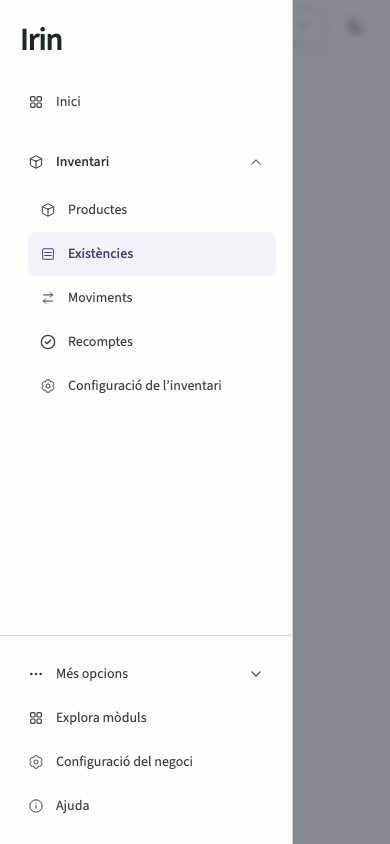 Irin
Inici
Inventari
Productes
Existències
Moviments
Recomptes
Configuració de l’inventari
Més opcions
Explora mòduls
Configuració del negoci
Ajuda